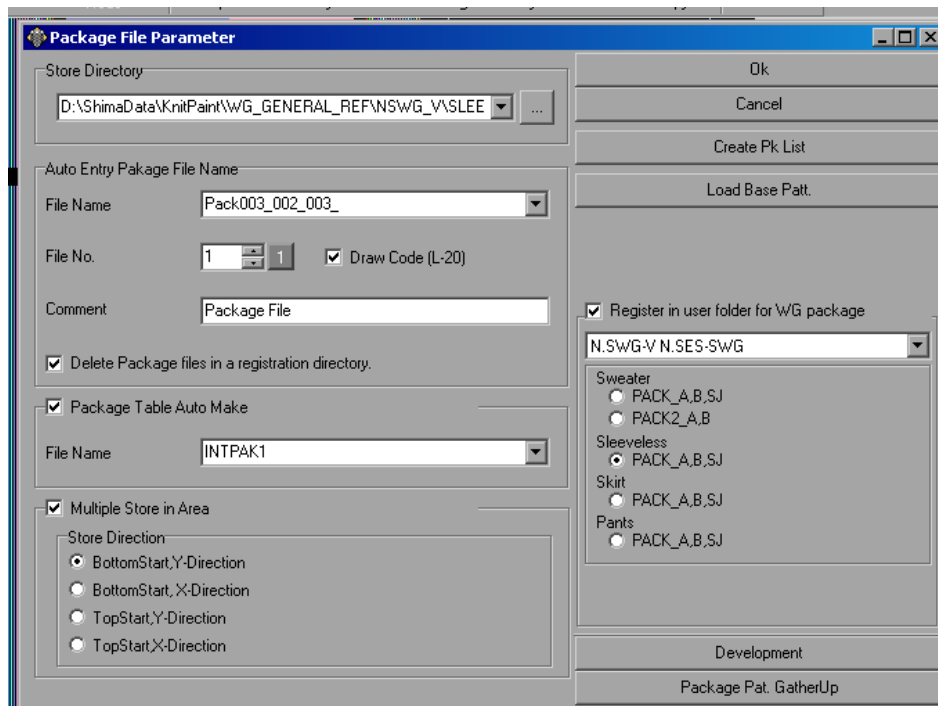 Package File Parameter
Store Directory
D:\ShimaData\KnitPaint\WG_GENERAL_REF\NSWG_V\SLEE
...
Auto Entry Pakage File Name
File Name
Pack003_002_003_
File No.
1
1
Draw Code (L-20)
Comment
Package File
Delete Package files in a registration directory.
Package Table Auto Make
File Name
INTPAK1
Multiple Store in Area
Store Direction
BottomStart,Y-Direction
BottomStart, X-Direction
TopStart,Y-Direction
TopStart,X-Direction
Ok
Cancel
Create Pk List
Load Base Patt.
Register in user folder for WG package
N.SWG-V N.SES-SWG
Sweater
PACK_A,B,SJ
PACK2_A,B
Sleeveless
PACK_A,B,SJ
Skirt
PACK_A,B,SJ
Pants
PACK_A,B,SJ
Development
Package Pat. GatherUp